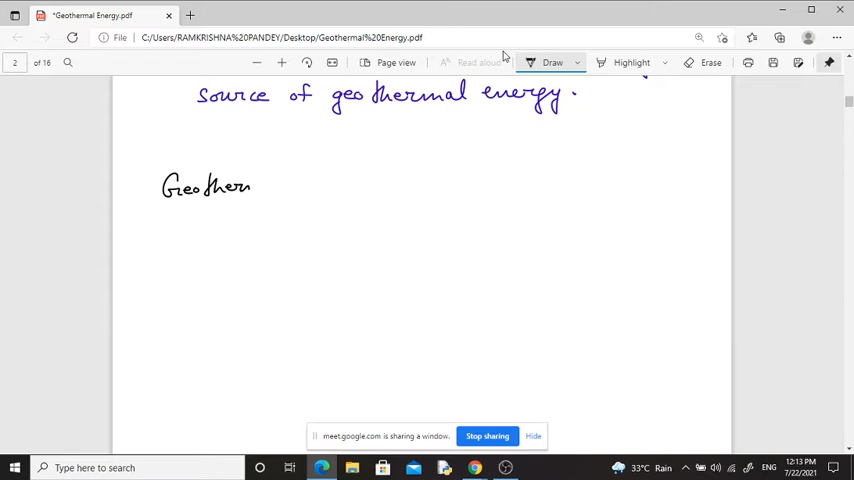 *Geothermal Energy.pdf
File C:/Users/RAMKRISHNA%20PANDEY/Desktop/Geothermal%20Energy.pdf
2 of 16 Page view Read aloud Draw Highlight Erase
source of geothermal energy.
Geother
meet.google.com is sharing a window. Stop sharing Hide
Type here to search 33°C Rain ENG 12:13 PM
7/22/2021